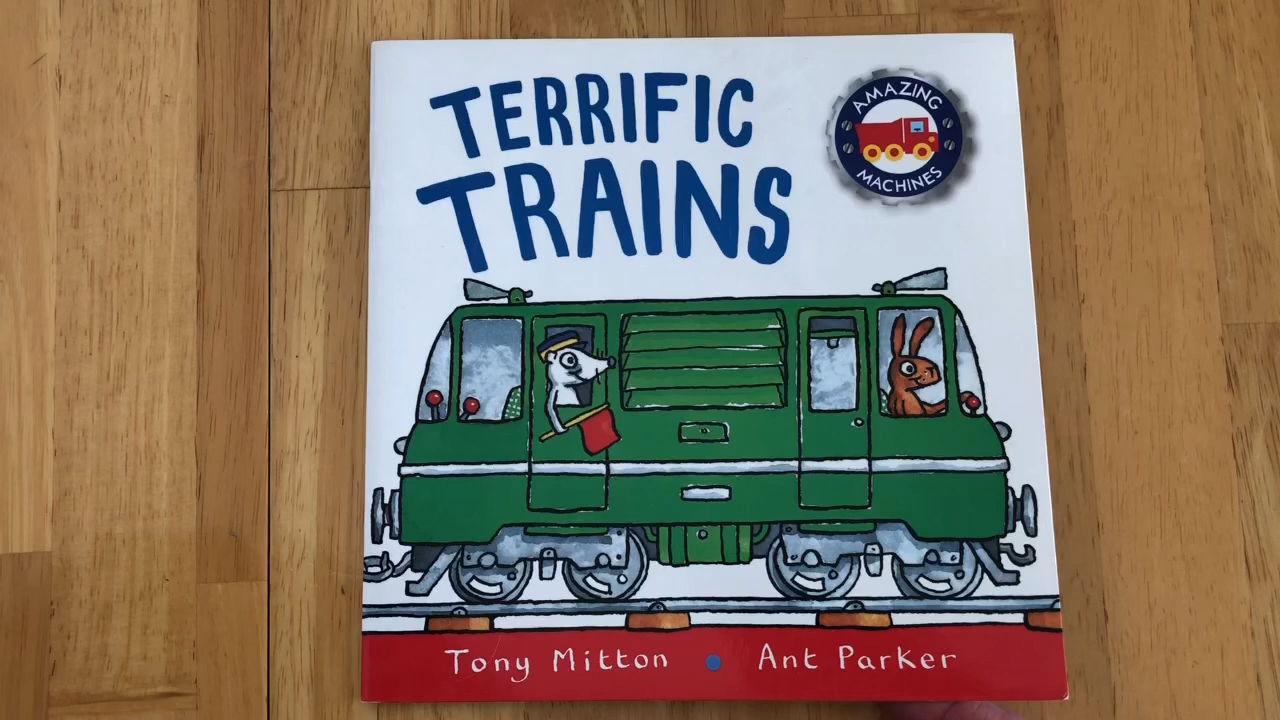 TERRIFIC
TRAINS
AMAZING
MACHINES
Tony Mitton • Ant Parker